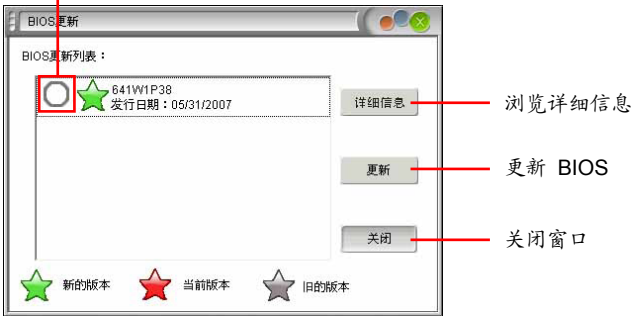 BIOS更新
BIOS更新列表：
641W1P38
发行日期：05/31/2007
详细信息
浏览详细信息
更新
更新 BIOS
关闭
关闭窗口
新的版本
当前版本
旧的版本